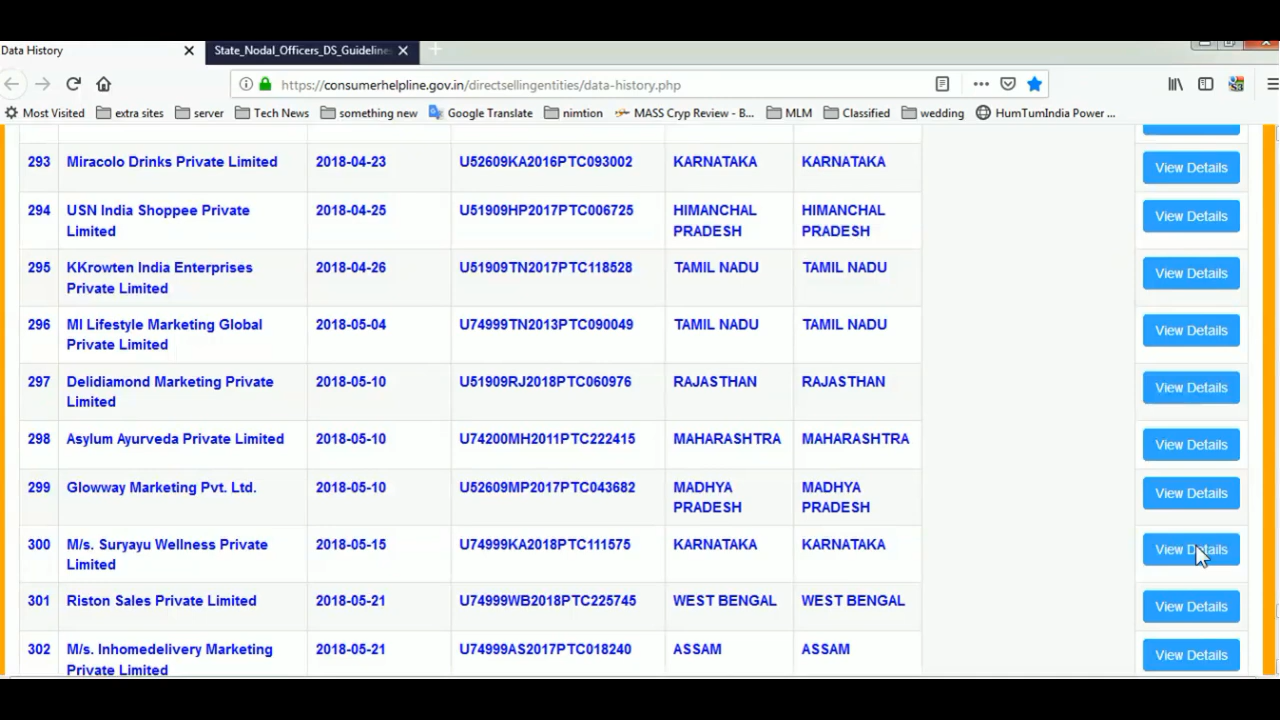 Data History
State_Nodal_Officers_DS_Guideline
https://consumerhelpline.gov.in/directsellingentities/data-history.php
Most Visited extra sites server Tech News something new Google Translate nimtion MASS Cryp Review - B... MLM Classified wedding HumTumIndia Power ...
293 Miracolo Drinks Private Limited 2018-04-23 U52609KA2016PTC093002 KARNATAKA KARNATAKA View Details
294 USN India Shoppee Private 2018-04-25 U51909HP2017PTC006725 HIMANCHAL HIMANCHAL View Details
Limited PRADESH PRADESH
295 KKrowten India Enterprises 2018-04-26 U51909TN2017PTC118528 TAMIL NADU TAMIL NADU View Details
Private Limited
296 MI Lifestyle Marketing Global 2018-05-04 U74999TN2013PTC090049 TAMIL NADU TAMIL NADU View Details
Private Limited
297 Delidiamond Marketing Private 2018-05-10 U51909RJ2018PTC060976 RAJASTHAN RAJASTHAN View Details
Limited
298 Asylum Ayurveda Private Limited 2018-05-10 U74200MH2011PTC222415 MAHARASHTRA MAHARASHTRA View Details
299 Glowway Marketing Pvt. Ltd. 2018-05-10 U52609MP2017PTC043682 MADHYA MADHYA View Details
PRADESH PRADESH
300 M/s. Suryayu Wellness Private 2018-05-15 U74999KA2018PTC111575 KARNATAKA KARNATAKA View Details
Limited
301 Riston Sales Private Limited 2018-05-21 U74999WB2018PTC225745 WEST BENGAL WEST BENGAL View Details
302 M/s. Inhomedelivery Marketing 2018-05-21 U74999AS2017PTC018240 ASSAM ASSAM View Details
Private Limited